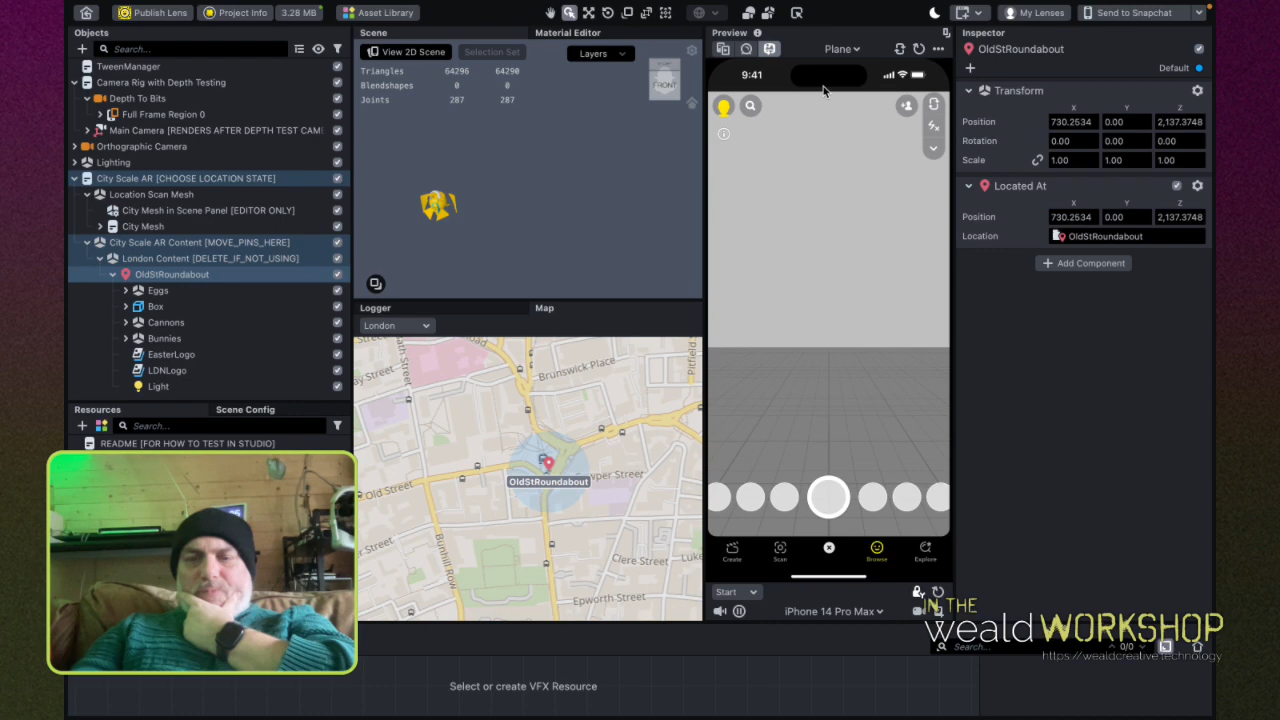 Publish Lens
Project Info
3.28 MB
Asset Library
My Lenses
Send to Snapchat
Objects
Search...
TweenManager
Camera Rig with Depth Testing
Depth To Bits
Full Frame Region 0
Main Camera [RENDERS AFTER DEPTH TEST CAM
Orthographic Camera
Lighting
City Scale AR [CHOOSE LOCATION STATE]
Location Scan Mesh
City Mesh in Scene Panel [EDITOR ONLY]
City Mesh
City Scale AR Content [MOVE_PINS_HERE]
London Content [DELETE_IF_NOT_USING]
OldStRoundabout
Eggs
Box
Cannons
Bunnies
EasterLogo
LDNLogo
Light
Resources
Scene Config
Search...
README [FOR HOW TO TEST IN STUDIO]
Scene
Material Editor
View 2D Scene
Selection Set
Layers
Triangles 64296 64290
Blendshapes 0 0
Joints 287 287
FRONT
Logger
Map
London
Brunswick Place
Pitfield
Old Street
OldStRoundabout
Bunhill Row
Clere Street
Epworth Street
Select or create VFX Resource
Preview
Plane
9:41
Create
Scan
Browse
Explore
Start
iPhone 14 Pro Max
Inspector
OldStRoundabout
Default
Transform
X Y Z
Position 730.2534 0.00 2,137.3748
Rotation 0.00 0.00 0.00
Scale 1.00 1.00 1.00
Located At
X Y Z
Position 730.2534 0.00 2,137.3748
Location OldStRoundabout
Add Component
IN THE
weald WORKSHOP
Search...
0/0
https://wealdcreative.technology